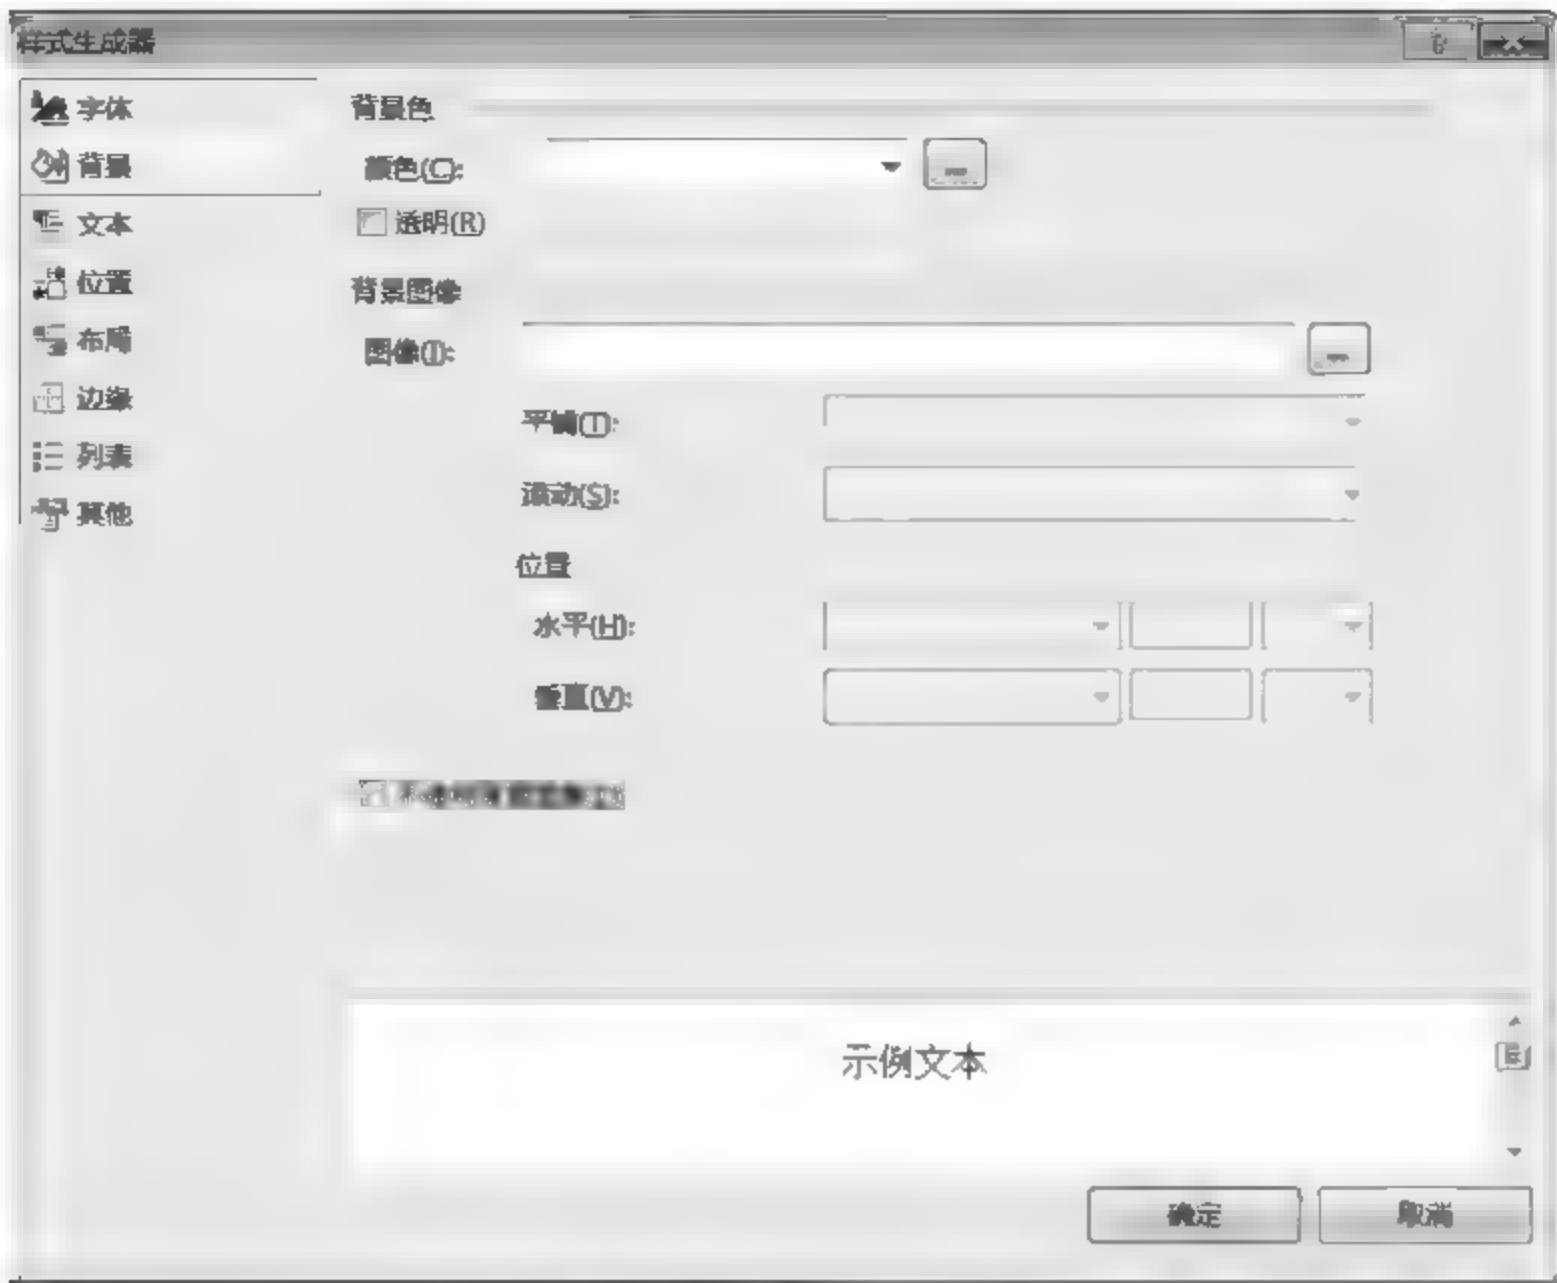 样式生成器
字体
背景
文本
位置
布局
边缘
列表
其他
背景色
颜色(C):
透明(R)
背景图像
图像(I):
平铺(T):
滚动(S):
位置
水平(H):
垂直(V):
示例文本
确定
取消